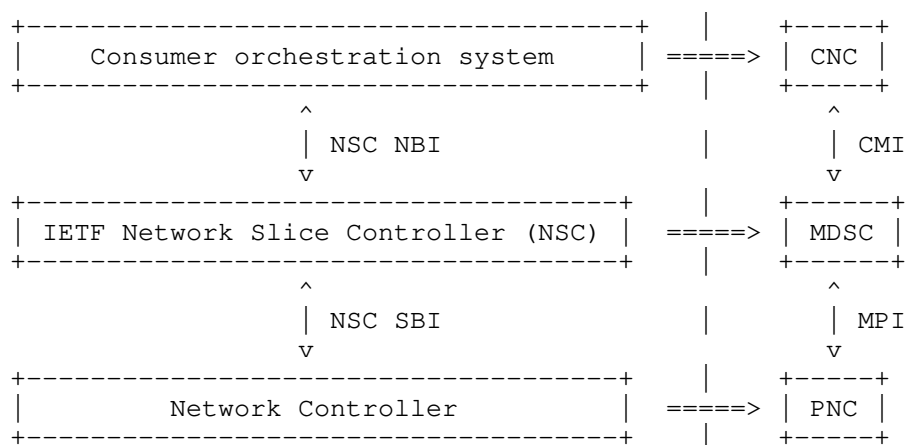 Consumer orchestration system =====> CNC
NSC NBI CMI
IETF Network Slice Controller (NSC) =====> MDSC
NSC SBI MPI
Network Controller =====> PNC